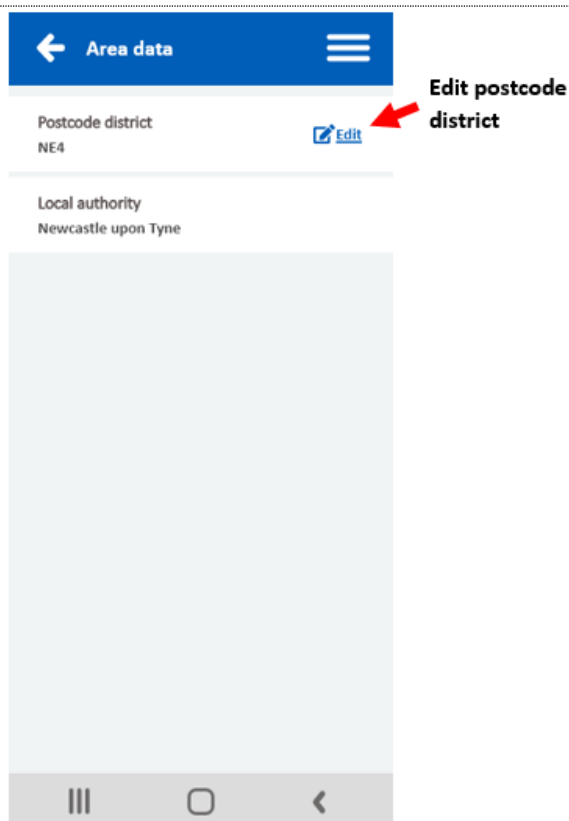 Area data
Edit postcode
district
Postcode district
NE4
Edit
Local authority
Newcastle upon Tyne